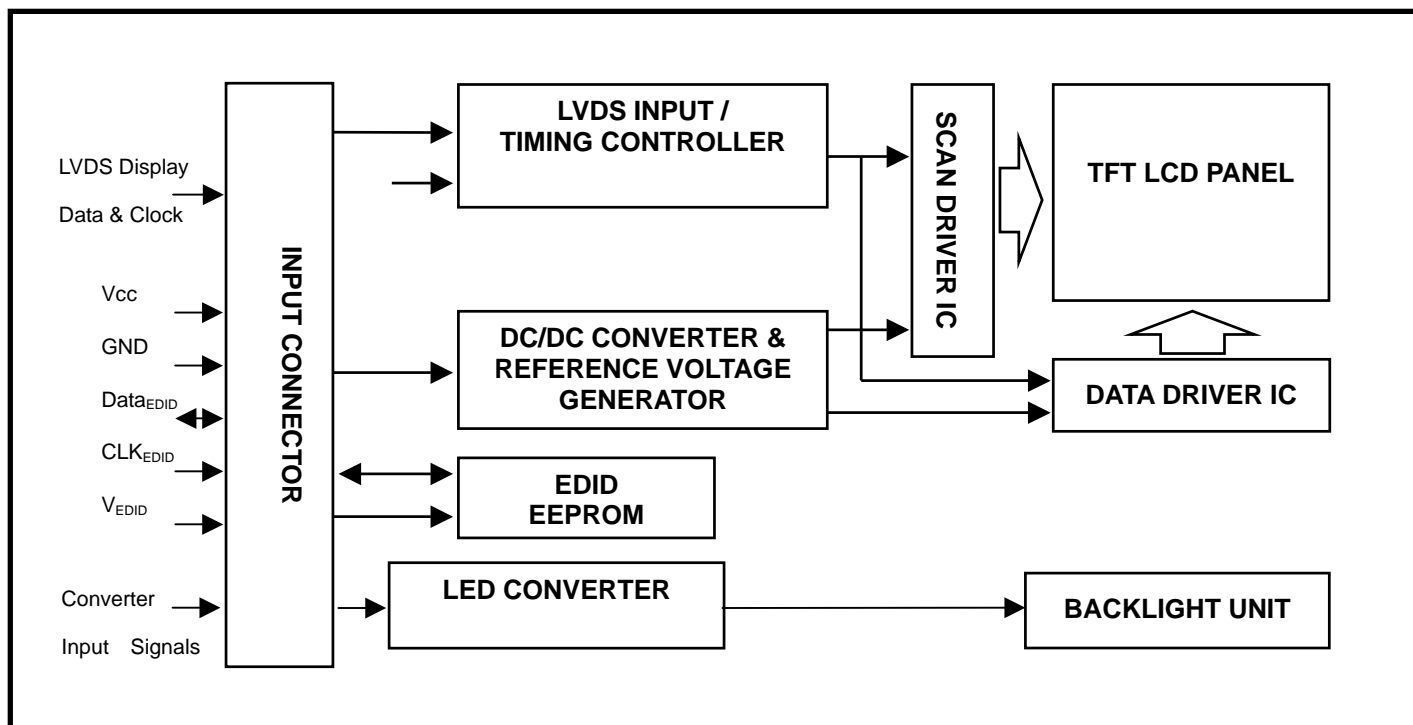 LVDS Display
Data & Clock
Vcc
GND
DataEDID
CLKEDID
VEDID
Converter
Input Signals
INPUT CONNECTOR
LVDS INPUT /
TIMING CONTROLLER
DC/DC CONVERTER &
REFERENCE VOLTAGE
GENERATOR
EDID
EEPROM
LED CONVERTER
SCAN DRIVER IC
TFT LCD PANEL
DATA DRIVER IC
BACKLIGHT UNIT